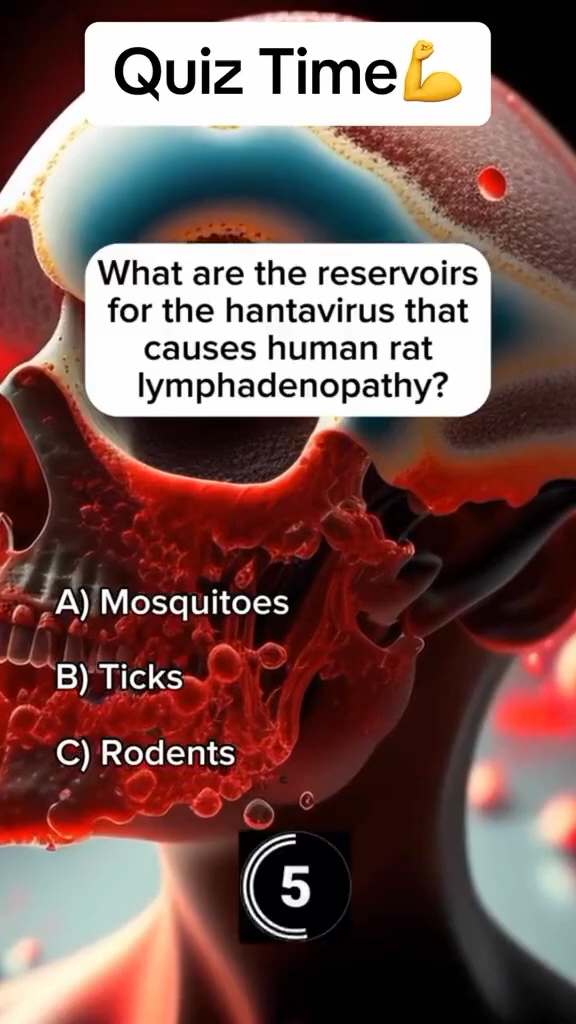 Quiz Time💪
What are the reservoirs
for the hantavirus that
causes human rat
lymphadenopathy?
A) Mosquitoes
B) Ticks
C) Rodents
5